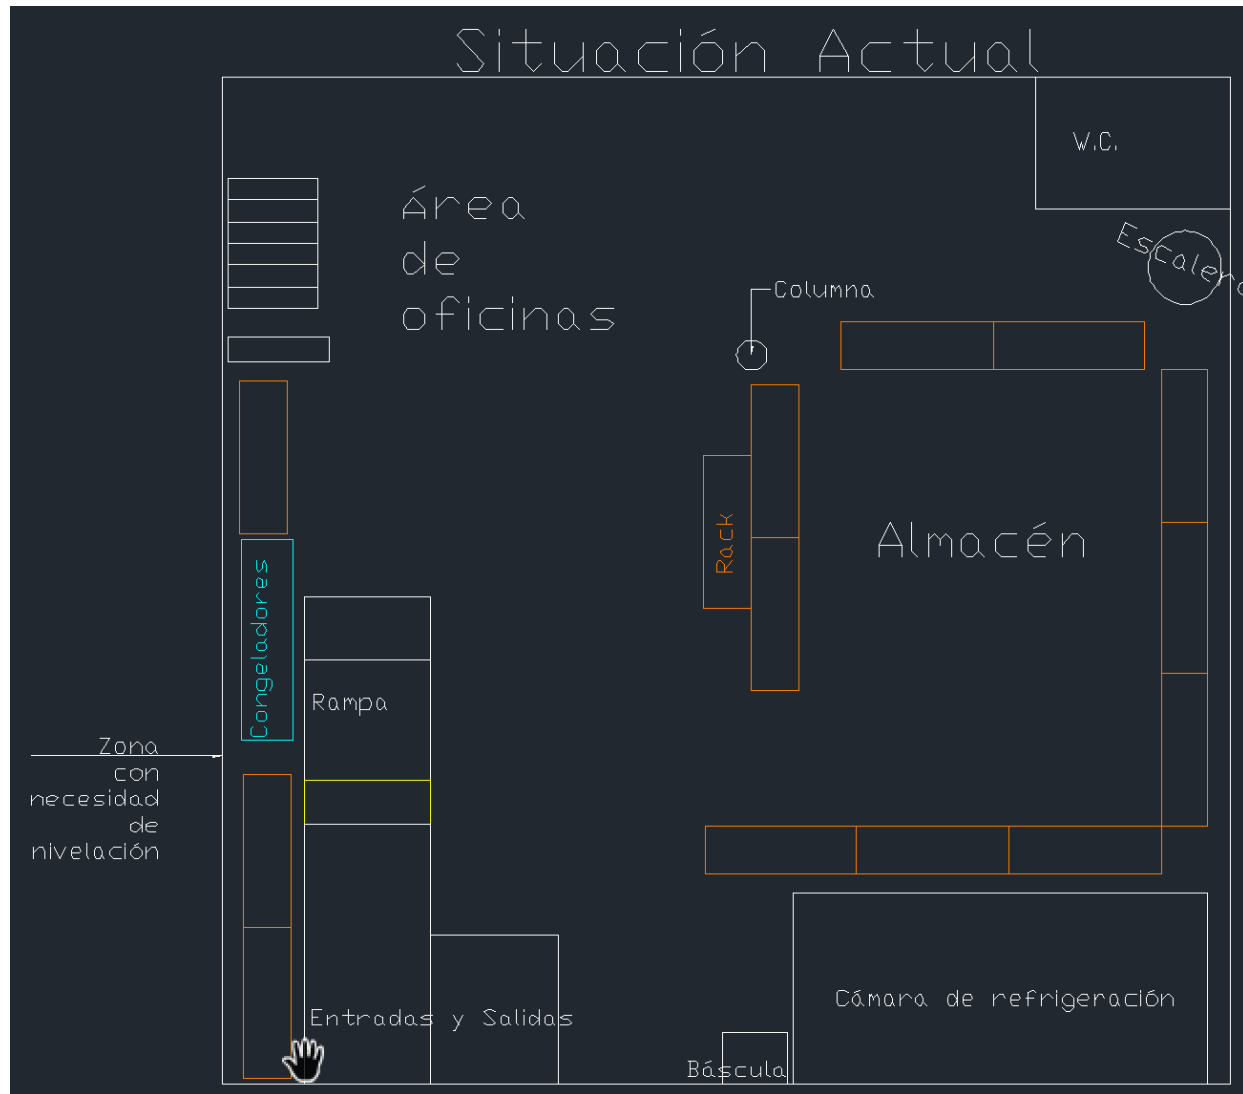 Situación Actual
W.C.
Área
de
oficinas
Escalera
Columna
Rack
Almacén
Congeladores
Rampa
Zona
con
necesidad
de
nivelación
Cámara de refrigeración
Entradas y Salidas
Báscula